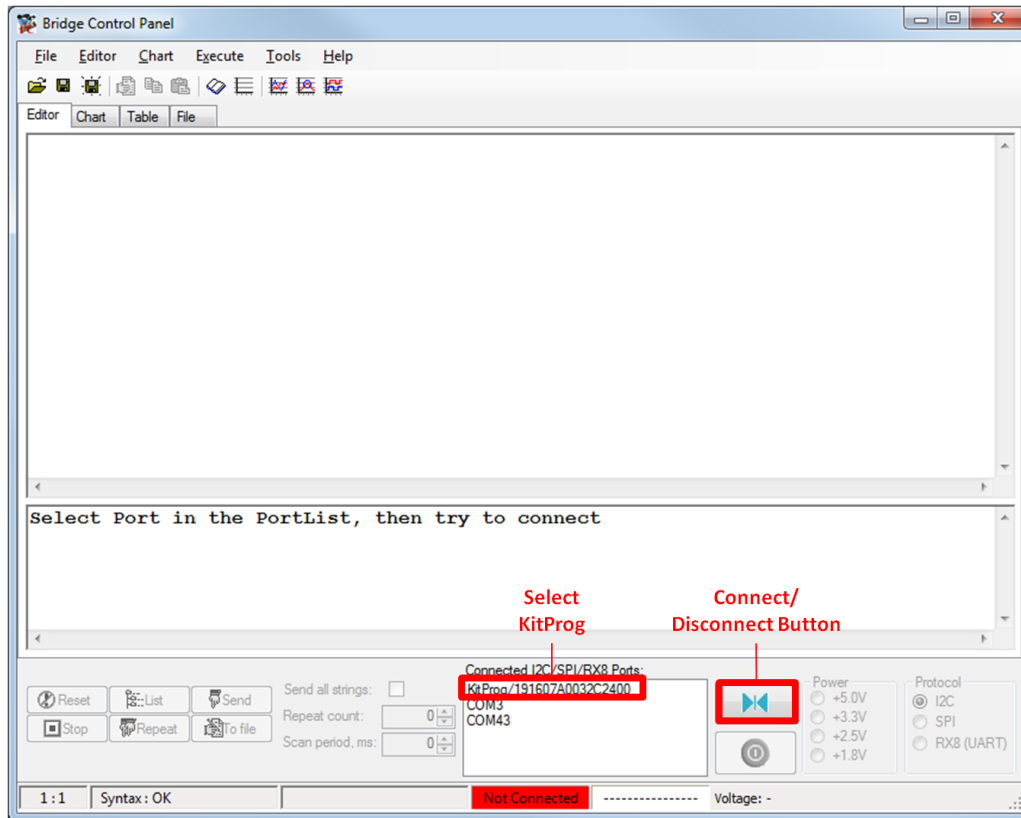 Bridge Control Panel
File Editor Chart Execute Tools Help
Editor Chart Table File
Select Port in the PortList, then try to connect
Select
KitProg
Connect/
Disconnect Button
Connected I2C/SPI/RX8 Ports:
KitProg/191607A0032C2400
COM3
COM43
Reset List Send
Stop Repeat To file
Send all strings:
Repeat count: 0
Scan period, ms: 0
Power
+5.0V
+3.3V
+2.5V
+1.8V
Protocol
I2C
SPI
RX8 (UART)
1:1 Syntax : OK Not Connected ---------------- Voltage: -